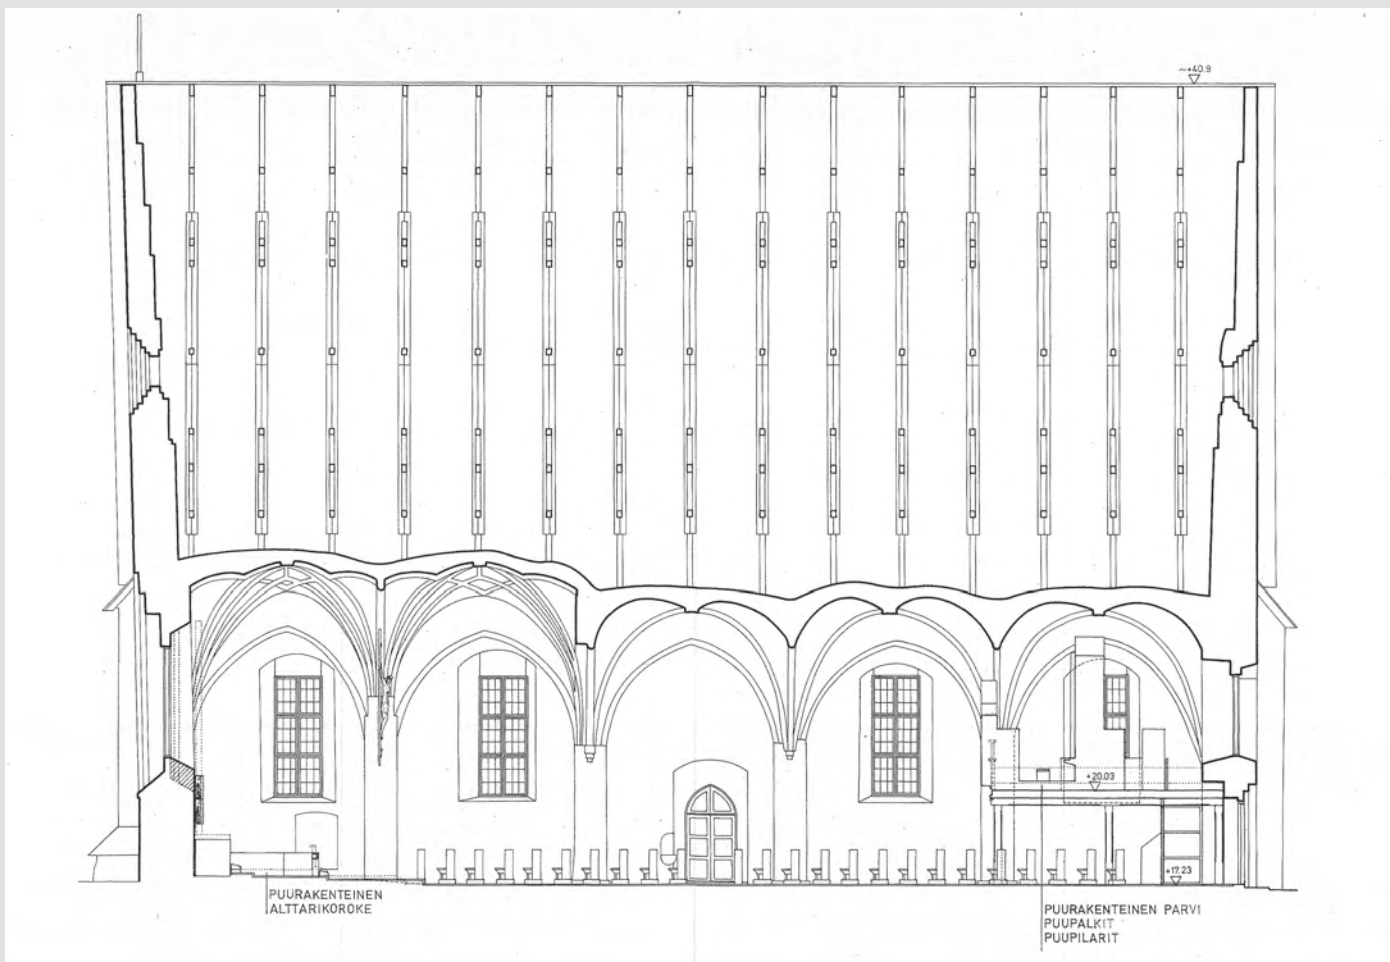 ~+40.9
+20.03
+17.23
PUURAKENTEINEN
ALTTARIKOROKE
PUURAKENTEINEN PARVI
PUUPALKIT
PUUPILARIT